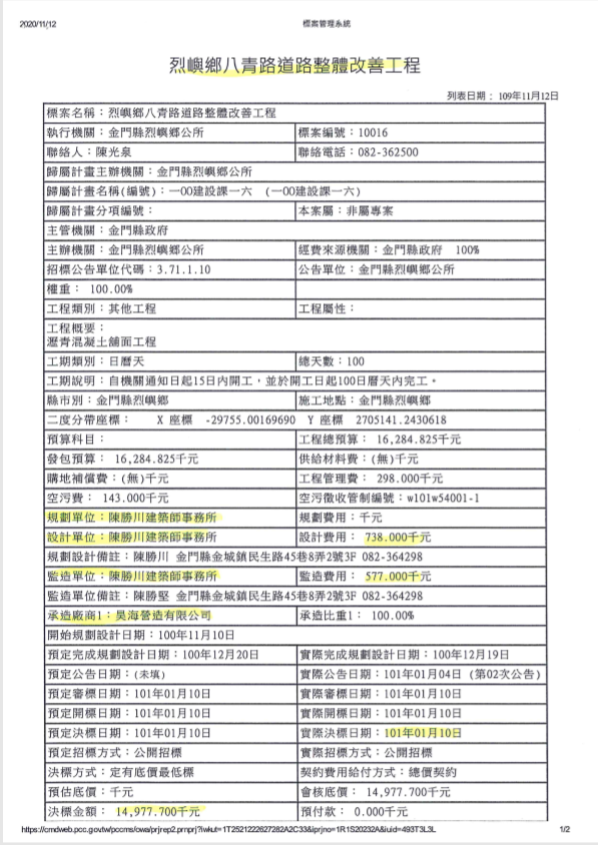 2020/11/12 標案管理系統
烈嶼鄉八青路道路整體改善工程
列表日期： 109年11月12日
標案名稱：烈嶼鄉八青路道路整體改善工程
執行機關：金門縣烈嶼鄉公所 標案編號：10016
聯絡人：陳光泉 聯絡電話：082-362500
歸屬計畫主辦機關：金門縣烈嶼鄉公所
歸屬計畫名稱(編號)：一00建設課一六 (一00建設課一六)
歸屬計畫分項編號： 本案屬：非屬專案
主管機關：金門縣政府
主辦機關：金門縣烈嶼鄉公所 經費來源機關：金門縣政府 100%
招標公告單位代碼：3.71.1.10 公告單位：金門縣烈嶼鄉公所
權重： 100.00%
工程類別：其他工程 工程屬性：
工程概要：
瀝青混凝土舖面工程
工期類別：日曆天 總天數：100
工期說明：自機關通知日起15日內開工，並於開工日起100日曆天內完工。
縣市別：金門縣烈嶼鄉 施工地點：金門縣烈嶼鄉
二度分帶座標： X 座標 -29755.00169690 Y 座標 2705141.2430618
預算科目： 工程總預算： 16,284.825千元
發包預算： 16,284.825千元 供給材料費：(無)千元
購地補償費：(無)千元 工程管理費： 298.000千元
空污費： 143.000千元 空污徵收管制編號：w101w54001-1
規劃單位：陳勝川建築師事務所 規劃費用：千元
設計單位：陳勝川建築師事務所 設計費用： 738.000千元
規劃設計備註：陳勝川 金門縣金城鎮民生路45巷8弄2號3F 082-364298
監造單位：陳勝川建築師事務所 監造費用： 577.000千元
監造單位備註：陳勝堅 金門縣金城鎮民生路45巷8弄2號3F 082-364298
承造廠商1：吳海營造有限公司 承造比重1： 100.00%
開始規劃設計日期：100年11月10日
預定完成規劃設計日期：100年12月20日 實際完成規劃設計日期：100年12月19日
預定公告日期：(未填) 實際公告日期：101年01月04日 (第02次公告)
預定審標日期：101年01月10日 實際審標日期：101年01月10日
預定開標日期：101年01月10日 實際開標日期：101年01月10日
預定決標日期：101年01月10日 實際決標日期：101年01月10日
預定招標方式：公開招標 實際招標方式：公開招標
決標方式：定有底價最低標 契約費用給付方式：總價契約
預估底價：千元 會核底價： 14,977.700千元
決標金額： 14,977.700千元 預付款： 0.000千元
https://cmdweb.pcc.gov.tw/pccms/owa/prjrep2.prnprj?iwkut=1T2521222627282A2C33&iprjno=1R1S20232A&iuid=493T3L3L 1/2